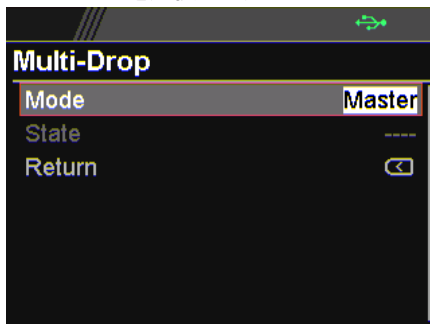 Multi-Drop
Mode Master
State ----
Return